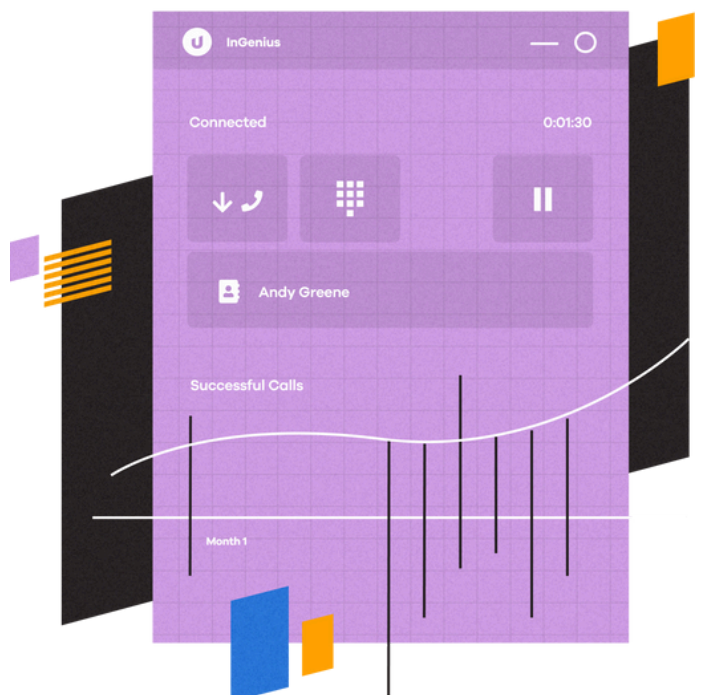 InGenius
Connected 0:01:30
Andy Greene
Successful Calls
Month 1